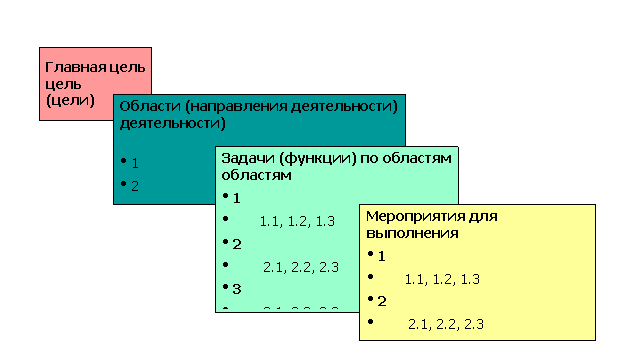 Главная цель
цель
(цели)
Области (направления деятельности)
деятельности)
• 1
• 2
Задачи (функции) по областям
областям
• 1
• 1.1, 1.2, 1.3
• 2
• 2.1, 2.2, 2.3
• 3
Мероприятия для
выполнения
• 1
• 1.1, 1.2, 1.3
• 2
• 2.1, 2.2, 2.3